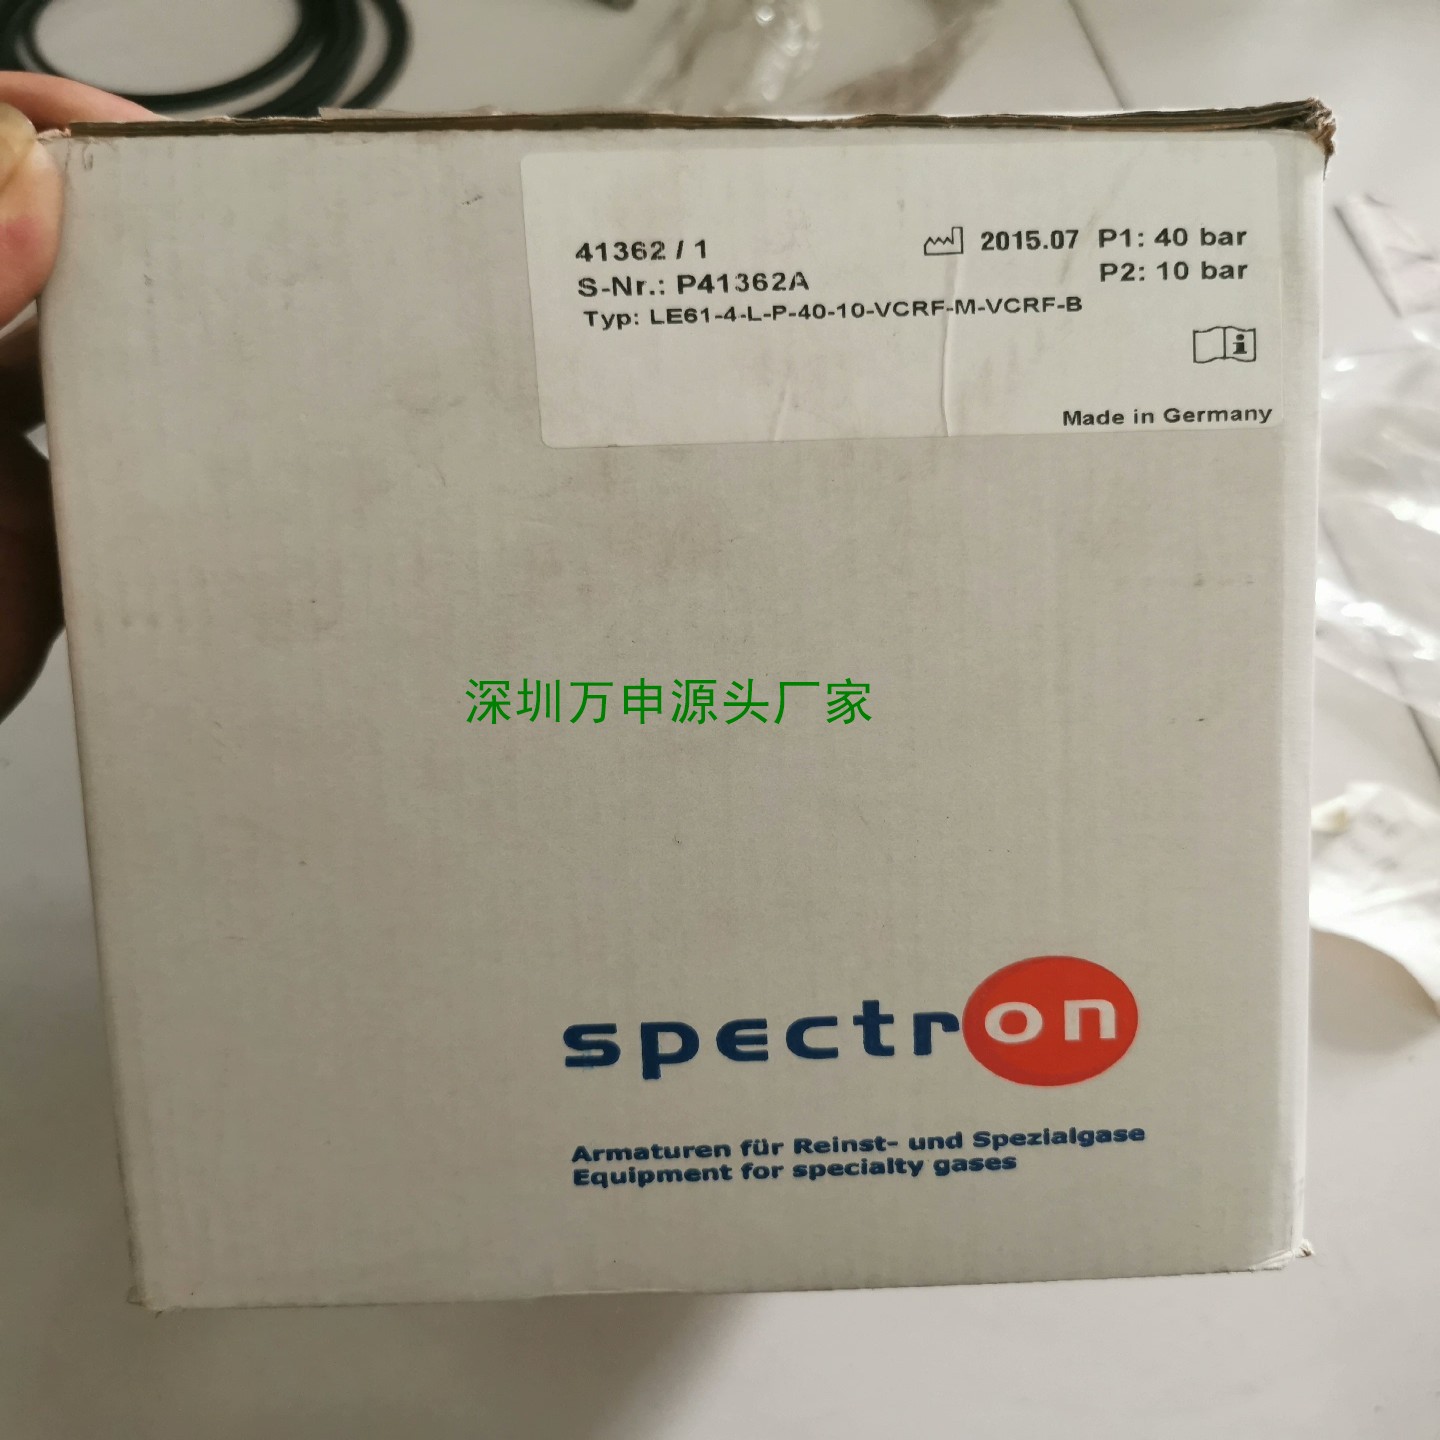 41362 / 1
2015.07 P1: 40 bar
S-Nr.: P41362A
P2: 10 bar
Typ: LE61-4-L-P-40-10-VCRF-M-VCRF-B
Made in Germany
深圳万申源头厂家
spectron
Armaturen für Reinst- und Spezialgase
Equipment for specialty gases